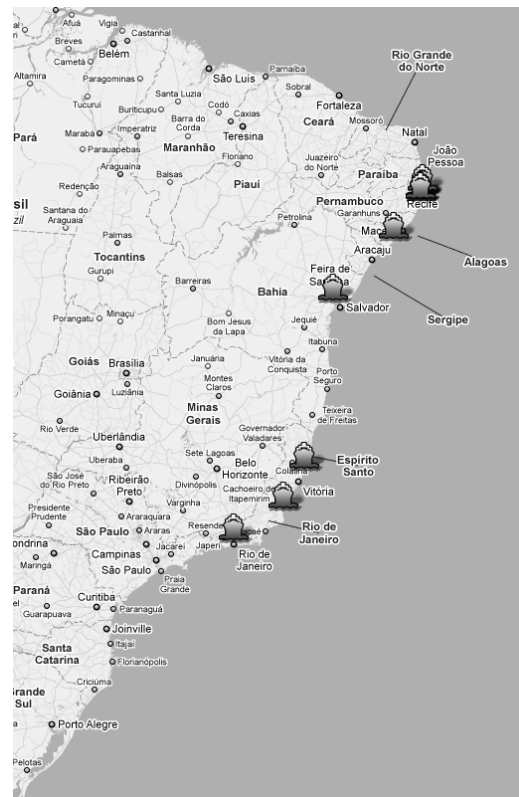 Afuá
Vigia
Castanhal
Breves
Cametá
Belém
Altamira
Paragominas
São Luis
Parnaíba
Sobral
Rio Grande
do Norte
Tucuruí
Santa Luzia
Buriticupu
Codó
Caxias
Fortaleza
Ceará
Mossoró
Natal
Pará
Marabá
Imperatriz
Barra do
Corda
Teresina
Parauapebas
Maranhão
Floriano
Juazeiro
do Norte
João
Pessoa
Araguaína
Balsas
Paraíba
Redenção
Piauí
Pernambuco
Recife
sil
zil
Santana do
Araguaia
Petrolina
Garanhuns
Palmas
Aracaju
Tocantins
Gurupi
Alagoas
Feira de
Barreiras
Bahia
Salvador
Sergipe
Porangatu
Minaçu
Bom Jesus
da Lapa
Jequié
Itabuna
Goiás
Brasília
Januária
Vitória da
Conquista
Porto
Seguro
Goiânia
Luziânia
Montes
Claros
Minas
Gerais
Teixeira
de Freitas
Rio Verde
Uberlândia
Governador
Valadares
Uberaba
Sete Lagoas
Belo
Horizonte
Espírito
Santo
São José
do Rio Preto
Ribeirão
Preto
Divinópolis
Vitória
Cachoeiro de
Itapemirim
Presidente
Prudente
Varginha
Araraquara
Araras
Resende
Rio de
Janeiro
São Paulo
Japeri
ondrina
Campinas
Jacareí
Rio de
Janeiro
Maringá
São Paulo
Praia
Grande
Paraná
Curitiba
Guarapuava
Paranaguá
Joinville
Santa
Catarina
Itajaí
Florianópolis
Criciúma
Grande
Sul
Porto Alegre
Pelotas